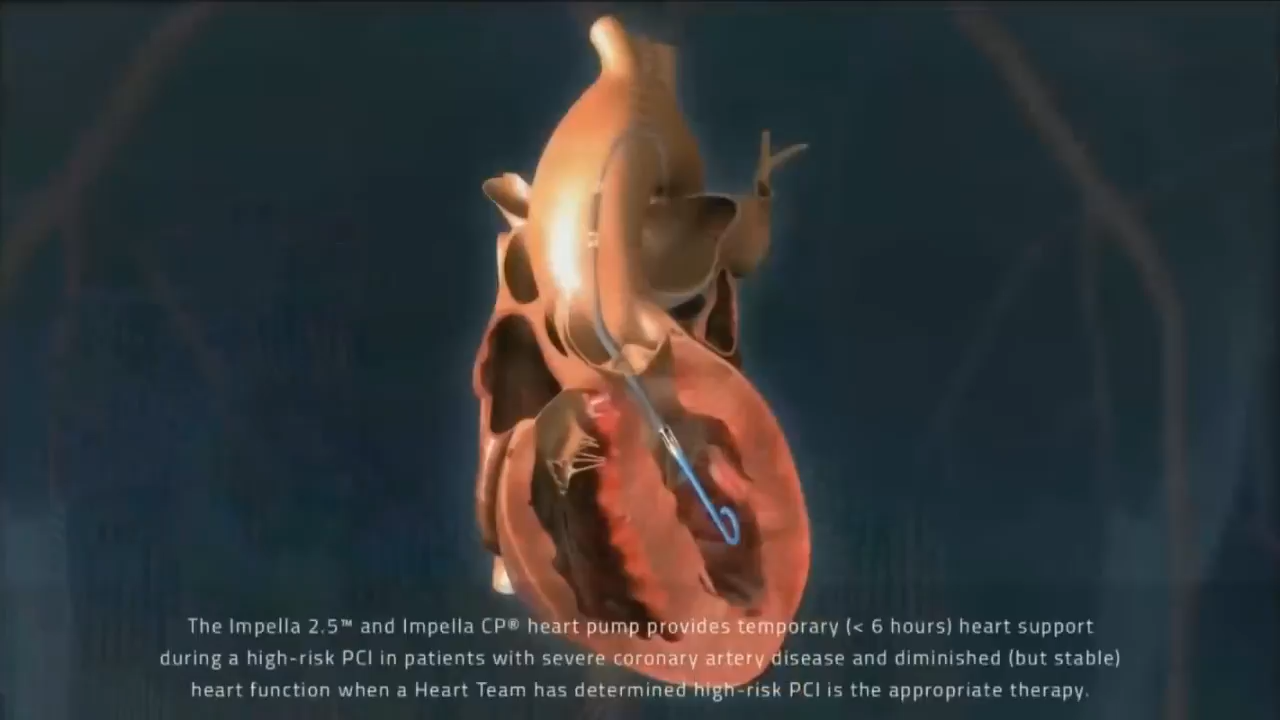 The Impella 2.5™ and Impella CP® heart pump provides temporary (< 6 hours) heart support
during a high-risk PCI in patients with severe coronary artery disease and diminished (but stable)
heart function when a Heart Team has determined high-risk PCI is the appropriate therapy.